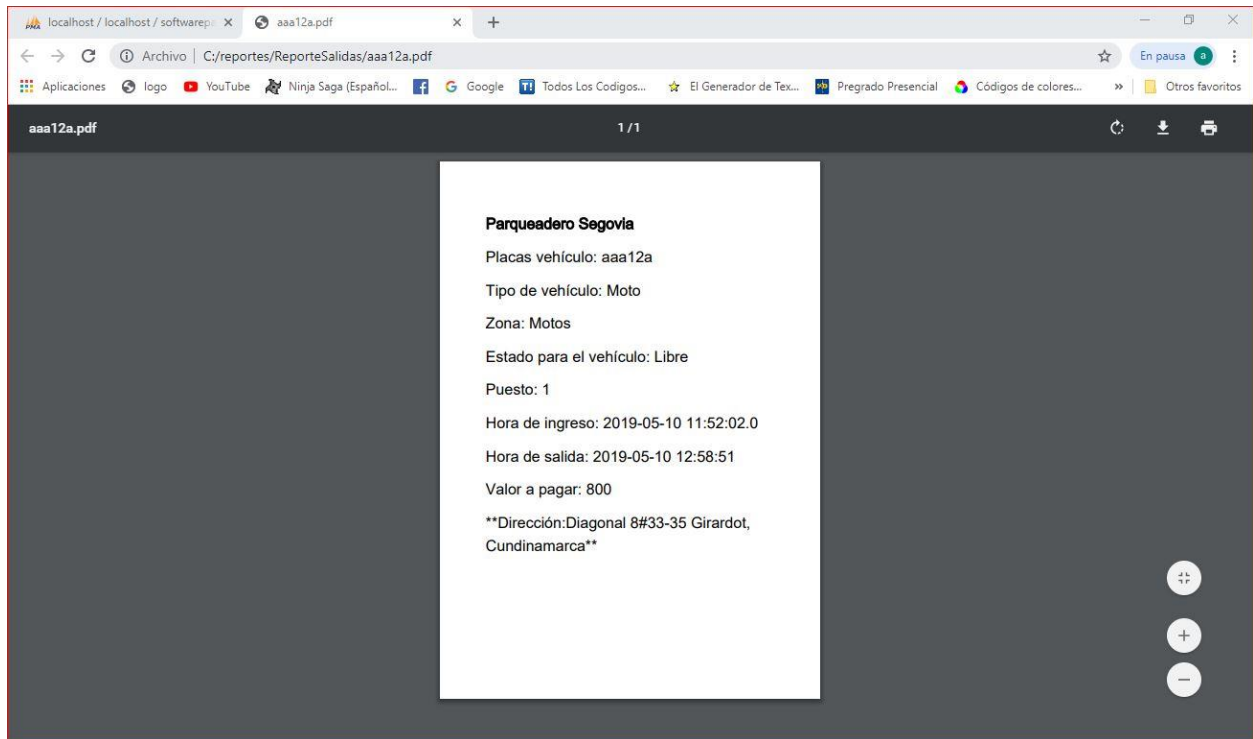 localhost / localhost / softwarepa
aaa12a.pdf
Archivo | C:/reportes/ReporteSalidas/aaa12a.pdf
En pausa a
Aplicaciones logo YouTube Ninja Saga (Español... Google T! Todos Los Codigos... El Generador de Tex... Pregrado Presencial Códigos de colores... » Otros favoritos
aaa12a.pdf 1 / 1
Parqueadero Segovia
Placas vehículo: aaa12a
Tipo de vehículo: Moto
Zona: Motos
Estado para el vehículo: Libre
Puesto: 1
Hora de ingreso: 2019-05-10 11:52:02.0
Hora de salida: 2019-05-10 12:58:51
Valor a pagar: 800
**Dirección:Diagonal 8#33-35 Girardot,
Cundinamarca**